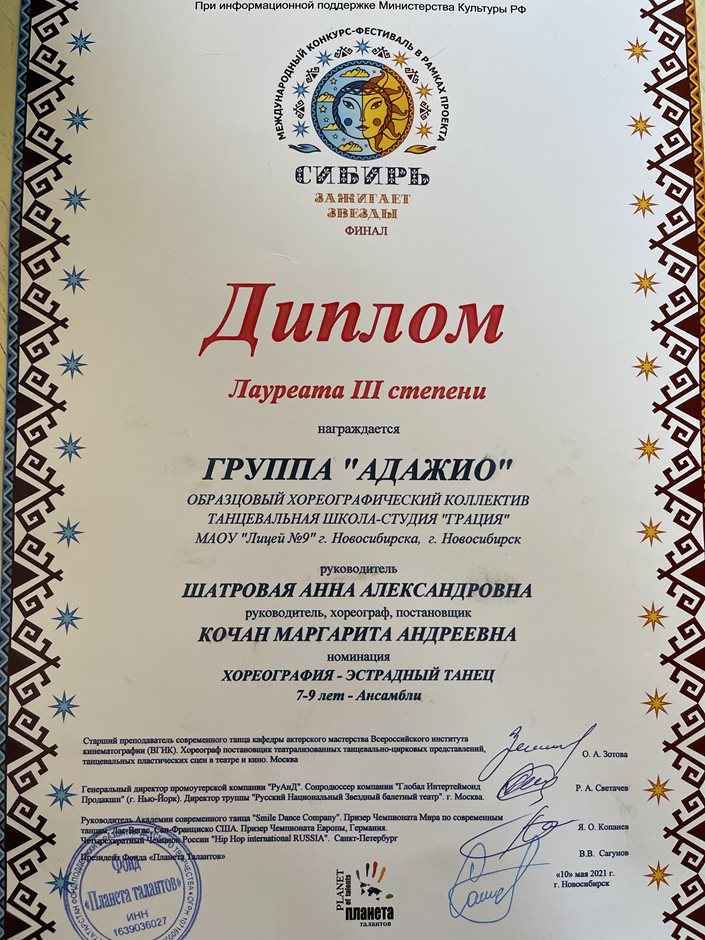 При информационной поддержке Министерства Культуры РФ
МЕЖДУНАРОДНЫЙ КОНКУРС-ФЕСТИВАЛЬ В РАМКАХ ПРОЕКТА
СИБИРЬ
ЗАЖИГАЕТ
ЗВЕЗДЫ
ФИНАЛ
Диплом
Лауреата III степени
награждается
ГРУППА "АДАЖИО"
ОБРАЗЦОВЫЙ ХОРЕОГРАФИЧЕСКИЙ КОЛЛЕКТИВ
ТАНЦЕВАЛЬНАЯ ШКОЛА-СТУДИЯ "ГРАЦИЯ"
МАОУ "Лицей №9" г. Новосибирска, г. Новосибирск
руководитель
ШАТРОВАЯ АННА АЛЕКСАНДРОВНА
руководитель, хореограф, постановщик
КОЧАН МАРГАРИТА АНДРЕЕВНА
номинация
ХОРЕОГРАФИЯ - ЭСТРАДНЫЙ ТАНЕЦ
7-9 лет - Ансамбли
Старший преподаватель современного танца кафедры актерского мастерства Всероссийского института
кинематографии (ВГИК). Хореограф постановщик театрализованных танцевально-цирковых представлений,
танцевальных пластических сцен в театре и кино. Москва
О. А. Зотова
Генеральный директор промоутерской компании "РуАнД". Сопродюссер компании "Глобал Интертеймонд
Продакшн" (г. Нью-Йорк). Директор труппы "Русский Национальный Звездный балетный театр". г. Москва.
Р. А. Светачев
Руководитель Академии современного танца "Smile Dance Company". Призер Чемпионата Мира по современным
танцам, Лас-Вегас, Сан-Франциско США. Призер Чемпионата Европы, Германия.
Четырехкратный Чемпион России "Hip Hop international RUSSIA". Санкт-Петербург
Я. О. Копанев
Президент Фонда «Планета Талантов»
В.В. Сагунов
«10» мая 2021 г.
г. Новосибирск
Фонд
«Планета талантов»
ИНН
1639036027
PLANET
of talents
планета
талантов